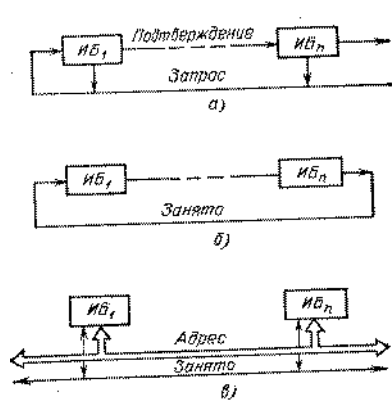 Подтверждение
ИБ₁ ИБₙ
Запрос
а)
ИБ₁ ИБₙ
Занято
б)
ИБ₁ ИБₙ
Адрес
Занято
в)